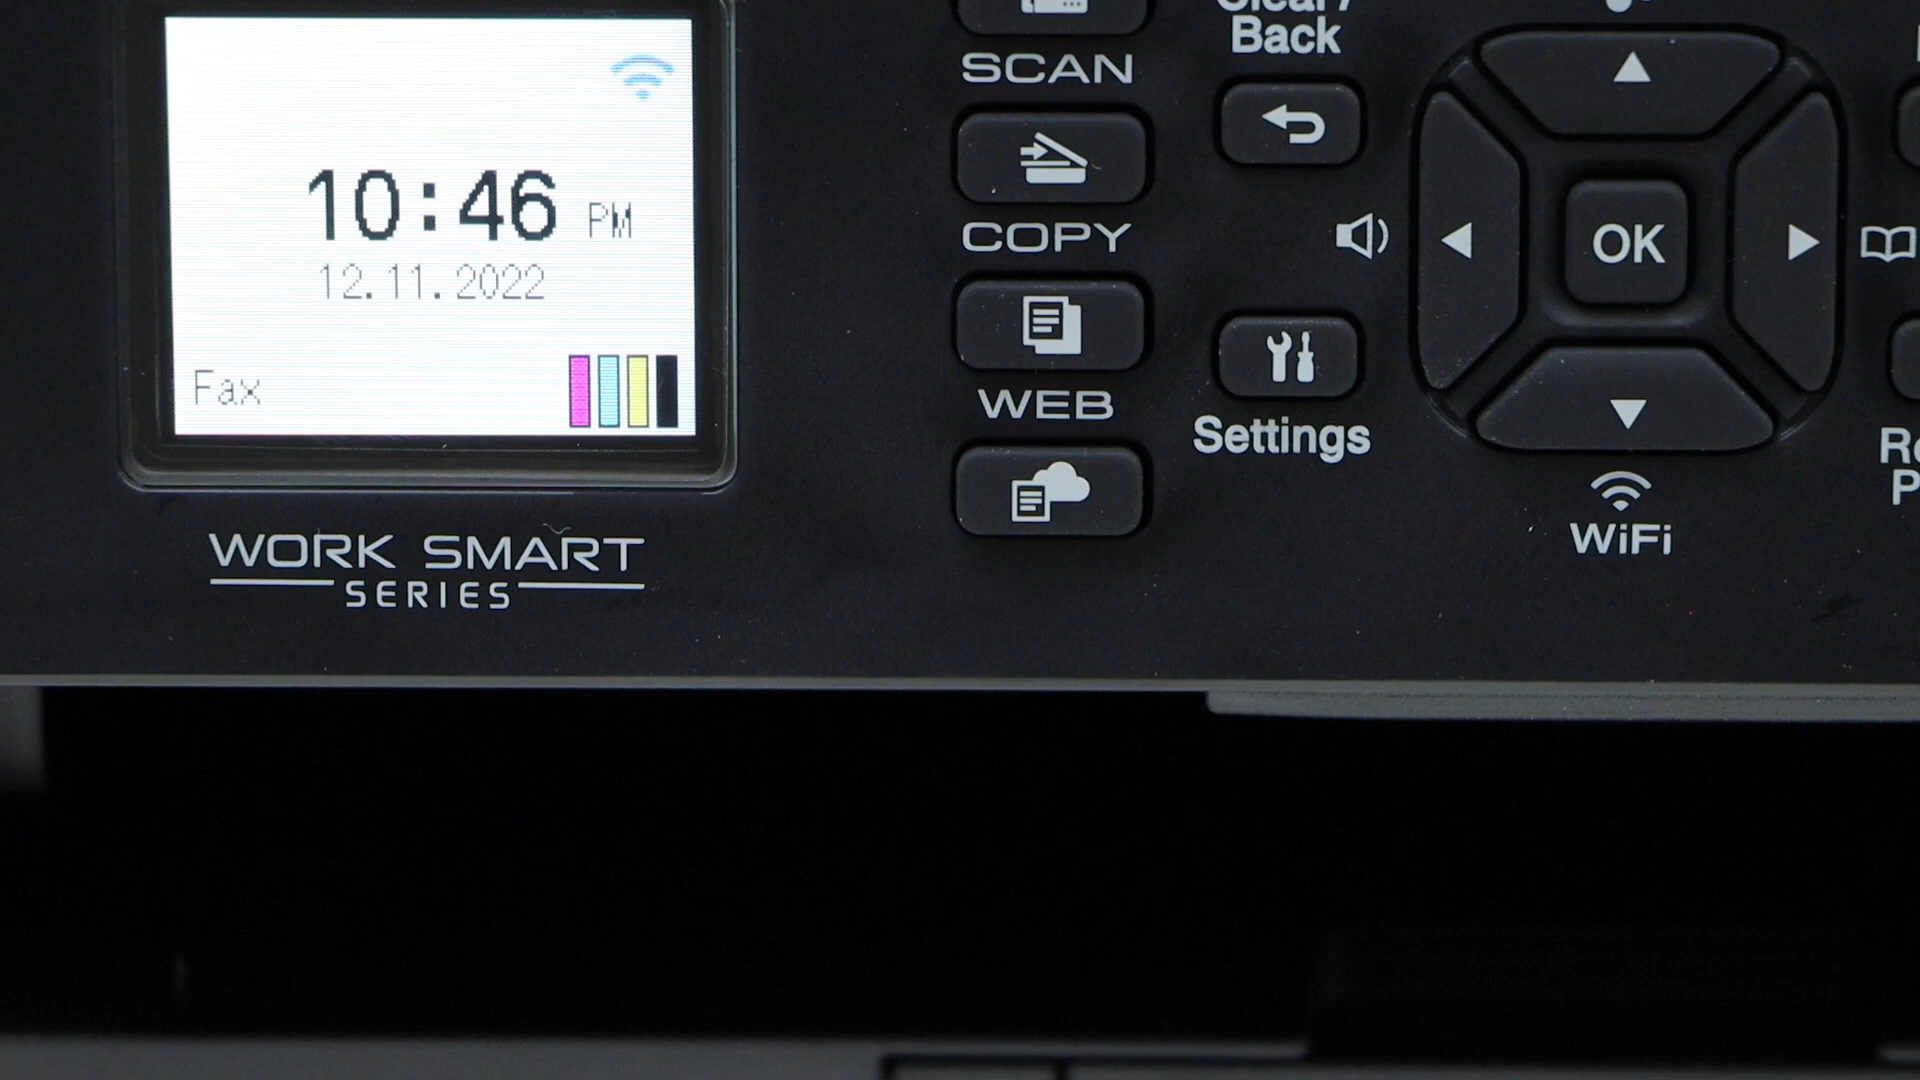 10:46 PM
12.11.2022
Fax
WORK SMART
SERIES
SCAN
COPY
WEB
Clear/
Back
Settings
OK
WiFi